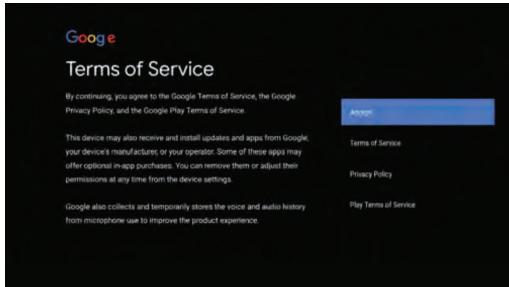 Google
Terms of Service
By continuing, you agree to the Google Terms of Service, the Google
Privacy Policy, and the Google Play Terms of Service.
This device may also receive and install updates and apps from Google,
your device's manufacturer, or your operator. Some of these apps may
offer optional in-app purchases. You can remove them or adjust their
permissions at any time from the device settings.
Google also collects and temporarily stores the voice and audio history
from microphone use to improve the product experience.
Accept
Terms of Service
Privacy Policy
Play Terms of Service